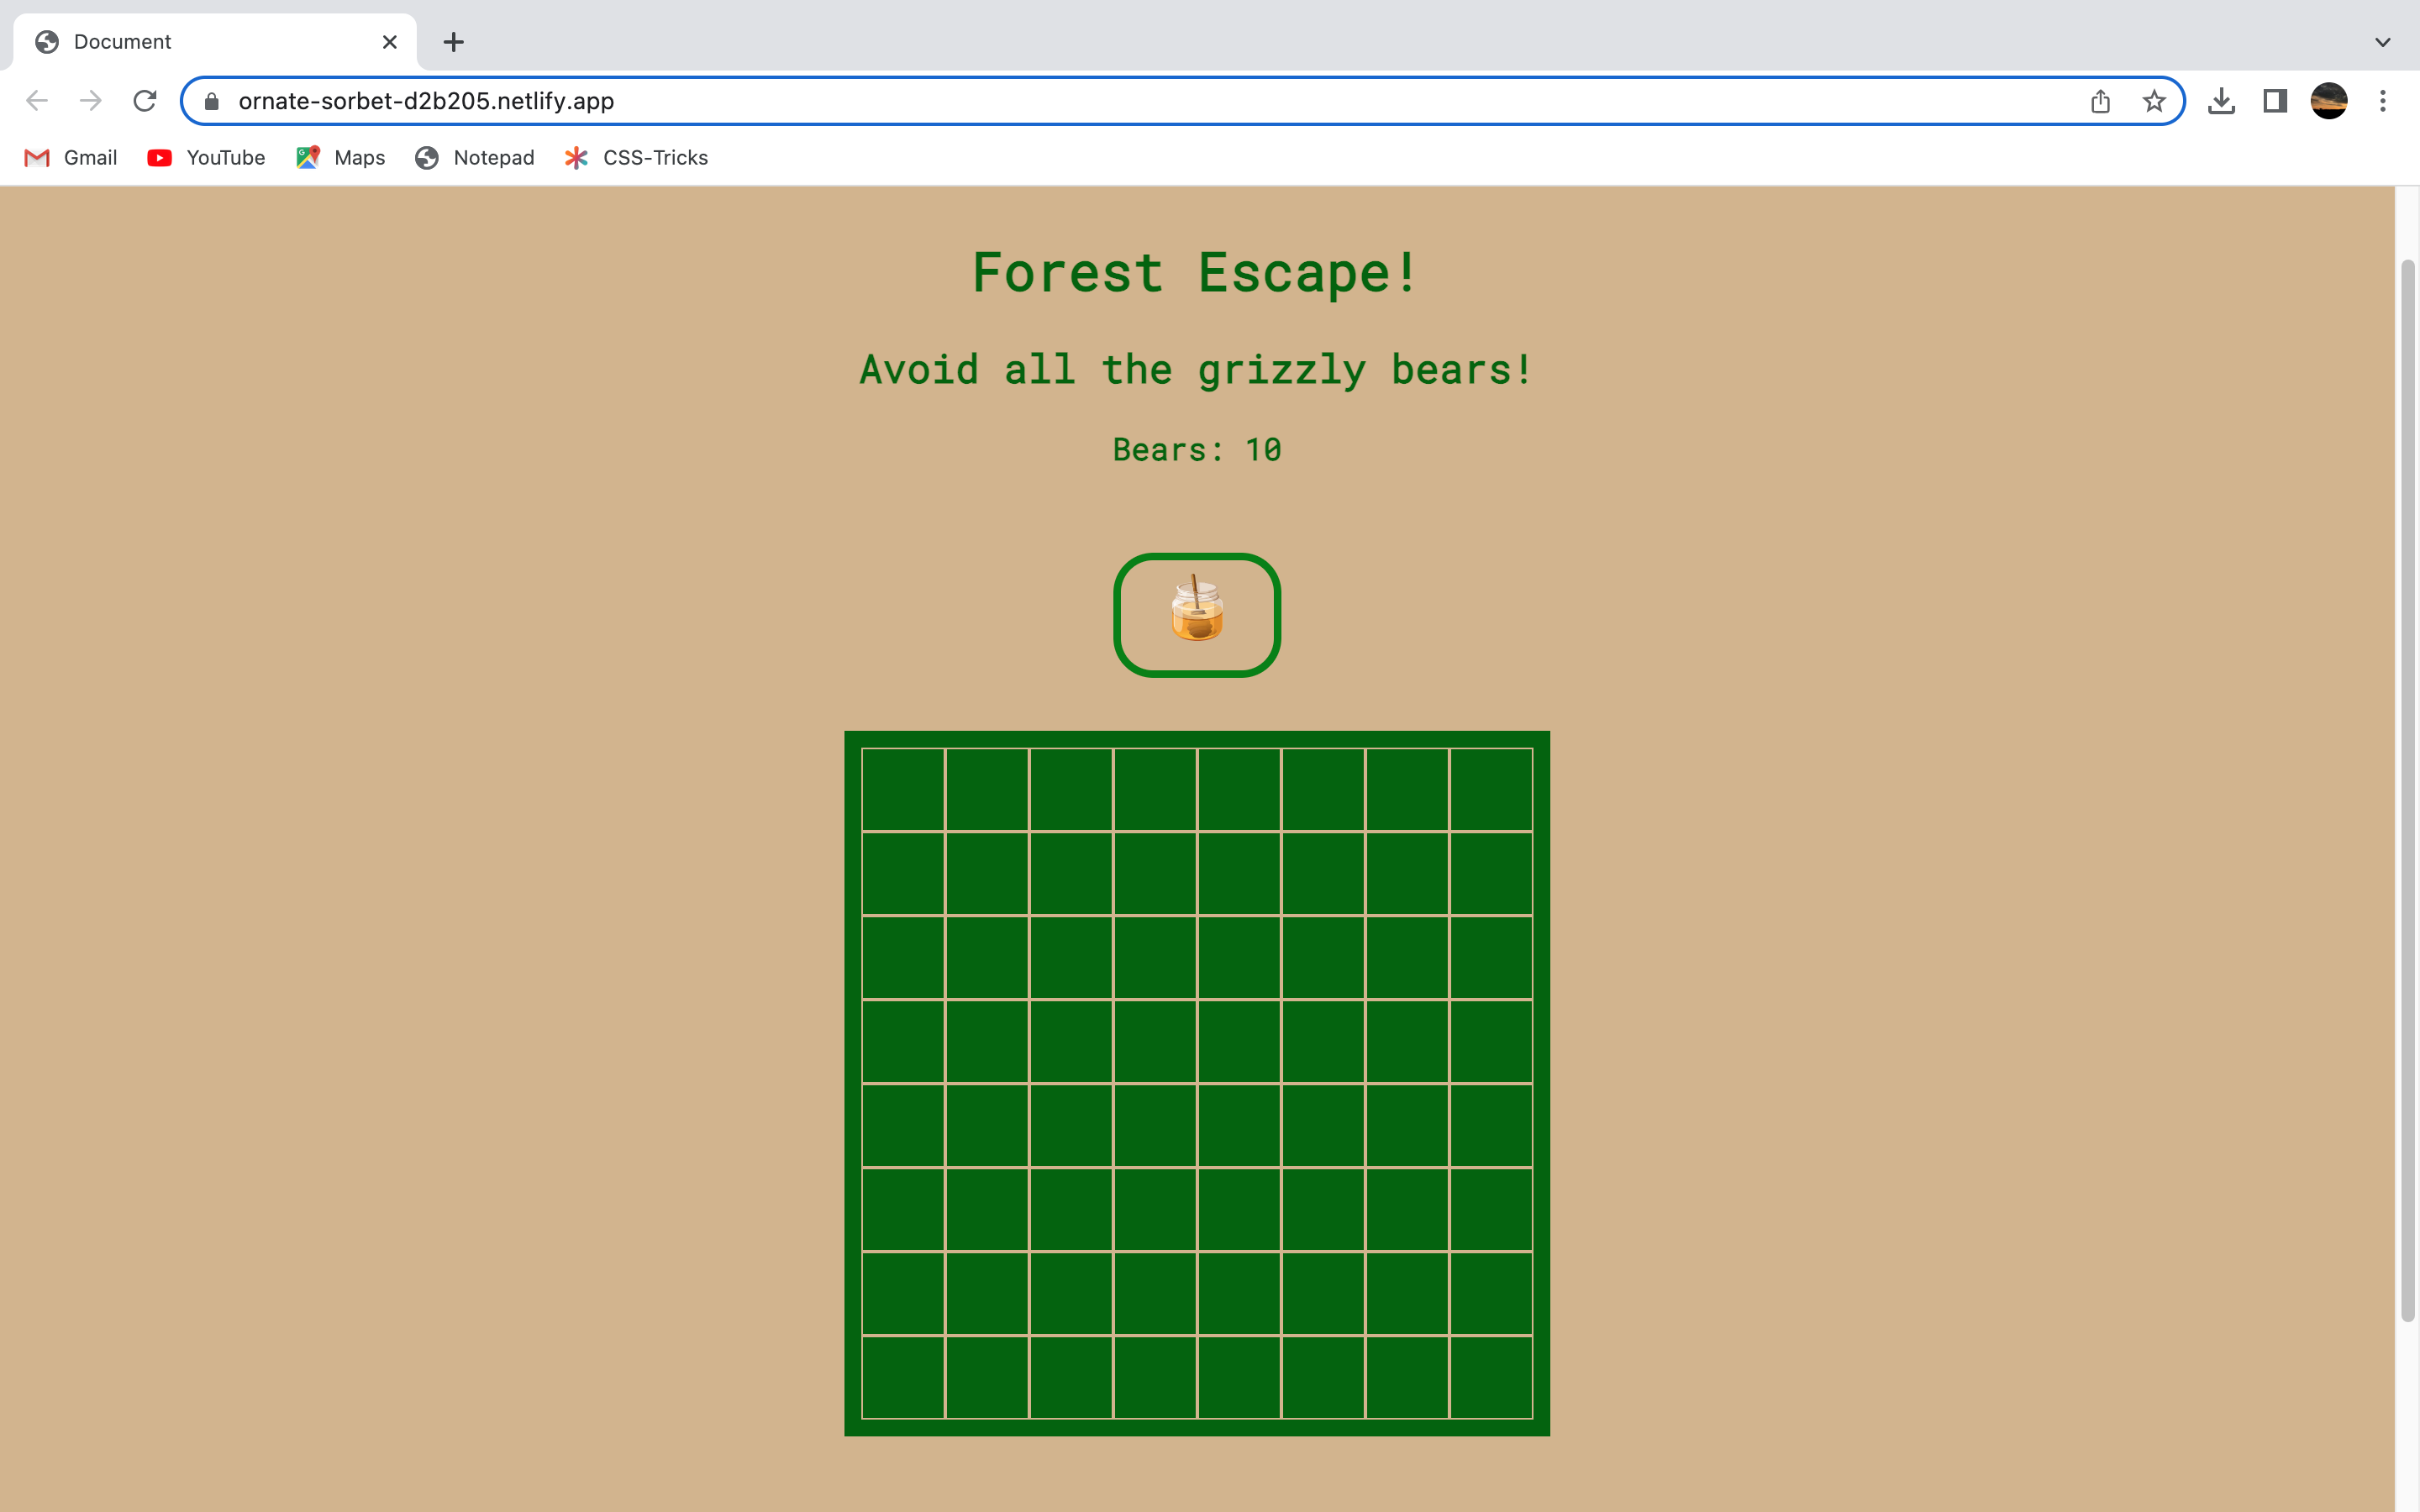 Document
ornate-sorbet-d2b205.netlify.app
Gmail YouTube Maps Notepad CSS-Tricks
Forest Escape!
Avoid all the grizzly bears!
Bears: 10